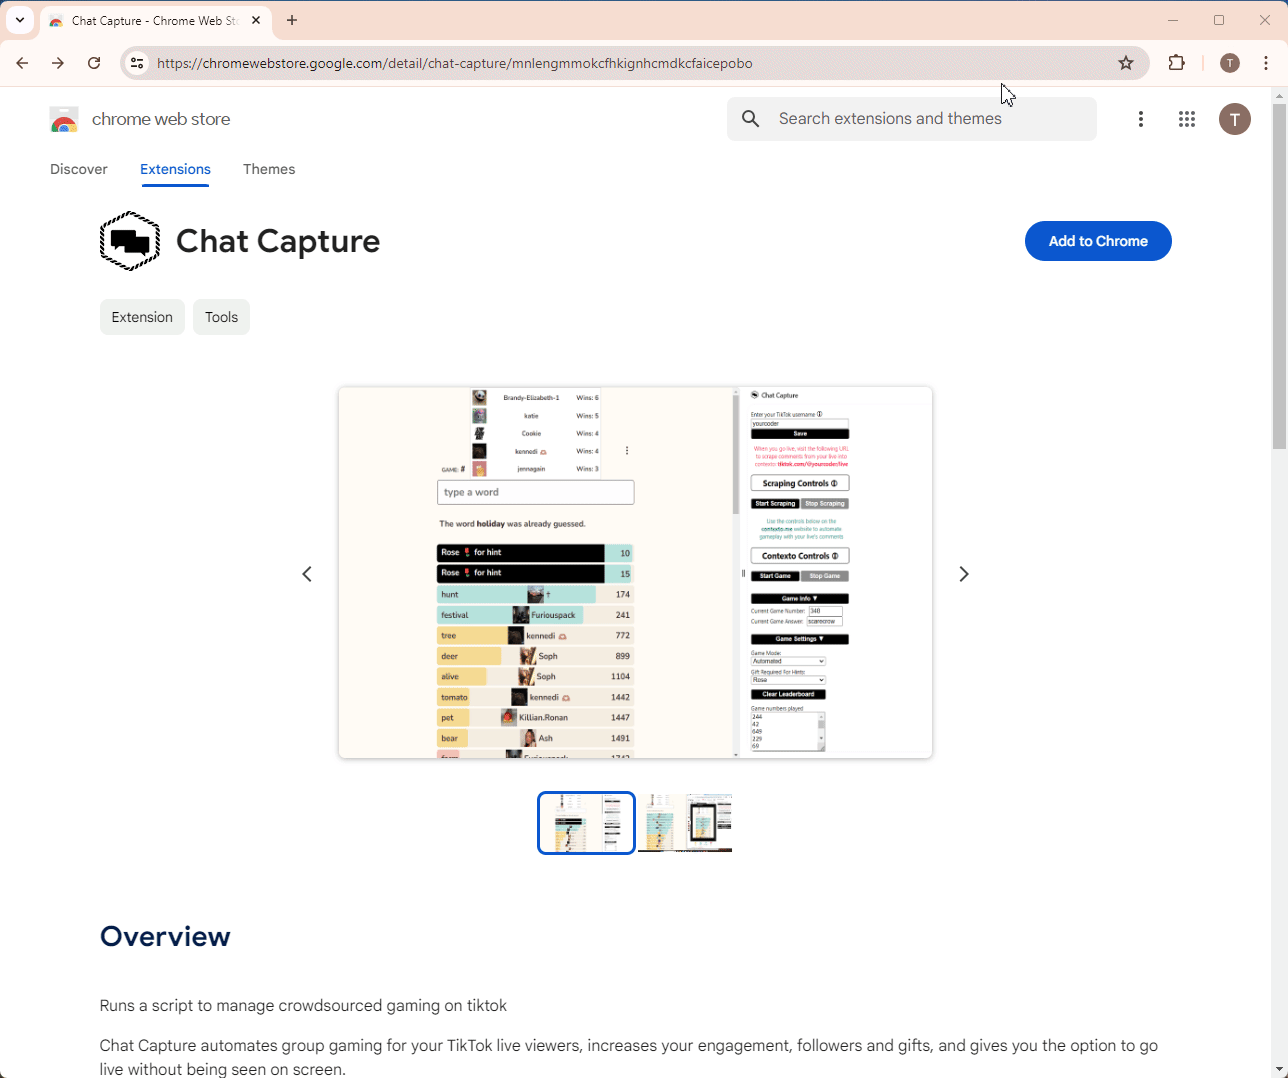 Chat Capture - Chrome Web Sto
https://chromewebstore.google.com/detail/chat-capture/mnlengmmokcfhkignhcmdkcfaicepobo
T
chrome web store
Search extensions and themes
T
Discover
Extensions
Themes
Chat Capture
Add to Chrome
Extension
Tools
Brandy-Elizabeth-1 Wins: 6
katie Wins: 5
Cookie Wins: 4
kennedi Wins: 4
GAME: # jennagain Wins: 3
type a word
The word holiday was already guessed.
Rose for hint 10
Rose for hint 15
hunt † 174
festival Furiouspack 241
tree kennedi 772
deer Soph 899
alive Soph 1104
tomato kennedi 1442
pet Killian.Ronan 1447
bear Ash 1491
Chat Capture
Enter your TikTok username
yourcoder
Save
When you go live, visit the following URL
to scrape comments from your live into
contexto: tiktok.com/@yourcoder/live
Scraping Controls
Start Scraping Stop Scraping
Use the controls below on the
contexto.me website to automate
gameplay with your live's comments
Contexto Controls
Start Game Stop Game
Game Info ▼
Current Game Number: 340
Current Game Answer: scarecrow
Game Settings ▼
Game Mode:
Automated
Gift Required For Hints:
Rose
Clear Leaderboard
Game numbers played
244
42
649
229
69
Overview
Runs a script to manage crowdsourced gaming on tiktok
Chat Capture automates group gaming for your TikTok live viewers, increases your engagement, followers and gifts, and gives you the option to go
live without being seen on screen.